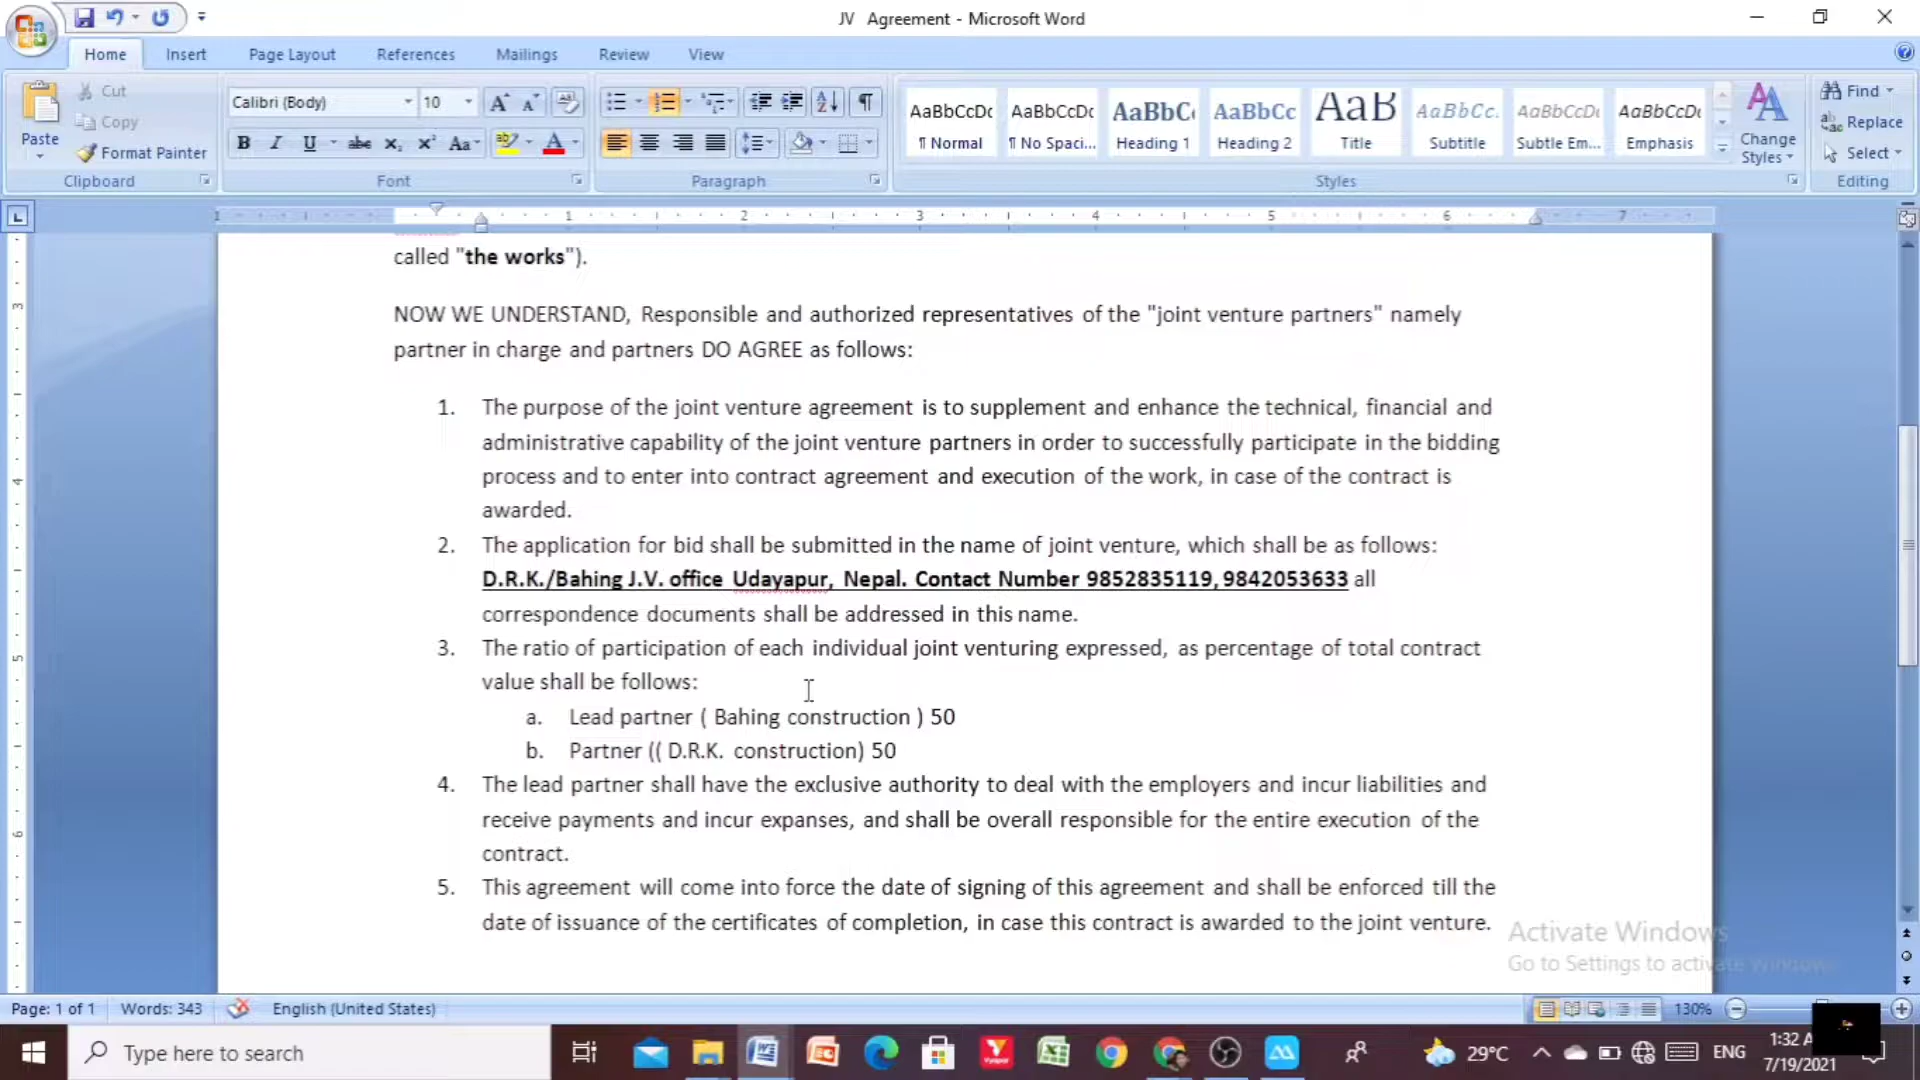 JV Agreement - Microsoft Word
Home Insert Page Layout References Mailings Review View
Paste
Cut
Copy
Format Painter
Clipboard
Calibri (Body) 10
Font
Paragraph
AaBbCcDc AaBbCcDc AaBbC AaBbCc AaB AaBbCc. AaBbCcDc AaBbCcDc
¶ Normal ¶ No Spaci... Heading 1 Heading 2 Title Subtitle Subtle Em... Emphasis
Change Styles
Styles
Find
Replace
Select
Editing
1 2 3 4 5 6 7
called "the works").
NOW WE UNDERSTAND, Responsible and authorized representatives of the "joint venture partners" namely
partner in charge and partners DO AGREE as follows:
1. The purpose of the joint venture agreement is to supplement and enhance the technical, financial and
administrative capability of the joint venture partners in order to successfully participate in the bidding
process and to enter into contract agreement and execution of the work, in case of the contract is
awarded.
2. The application for bid shall be submitted in the name of joint venture, which shall be as follows:
D.R.K./Bahing J.V. office Udayapur, Nepal. Contact Number 9852835119, 9842053633 all
correspondence documents shall be addressed in this name.
3. The ratio of participation of each individual joint venturing expressed, as percentage of total contract
value shall be follows:
a. Lead partner ( Bahing construction ) 50
b. Partner (( D.R.K. construction) 50
4. The lead partner shall have the exclusive authority to deal with the employers and incur liabilities and
receive payments and incur expanses, and shall be overall responsible for the entire execution of the
contract.
5. This agreement will come into force the date of signing of this agreement and shall be enforced till the
date of issuance of the certificates of completion, in case this contract is awarded to the joint venture.
Activate Windows
Go to Settings to activate Windows.
Page: 1 of 1 Words: 343 English (United States) 130%
Type here to search
29°C ENG
1:32 A
7/19/2021